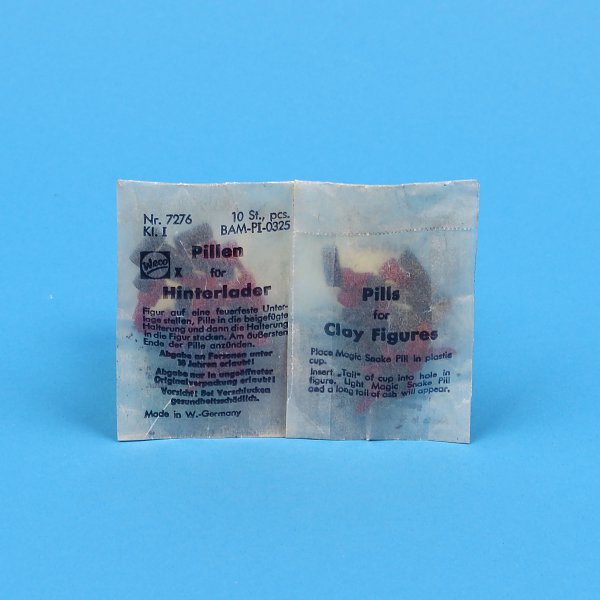 Nr. 7276
Kl. I
10 St., pcs.
BAM-PI-0325
Pillen
Weco x
for
Hinterlader
Figur auf eine feuerfeste Unter-
lage stellen, Pille in die beigefügte
Halterung und dann die Halterung
in die Figur stecken. Am äußersten
Ende der Pille anzünden.
Abgabe an Personen unter
18 Jahren erlaubt!
Abgabe nur in ungeöffneter
Originalverpackung erlaubt!
Vorsicht! Bei Verschlucken
gesundheitsschädlich.
Made in W.-Germany
Pills
for
Clay Figures
Place Magic Snake Pill in plastic
cup.
Insert „Tail" of cup into hole in
figure. Light Magic Snake Pill
and a long tail of ash will appear.